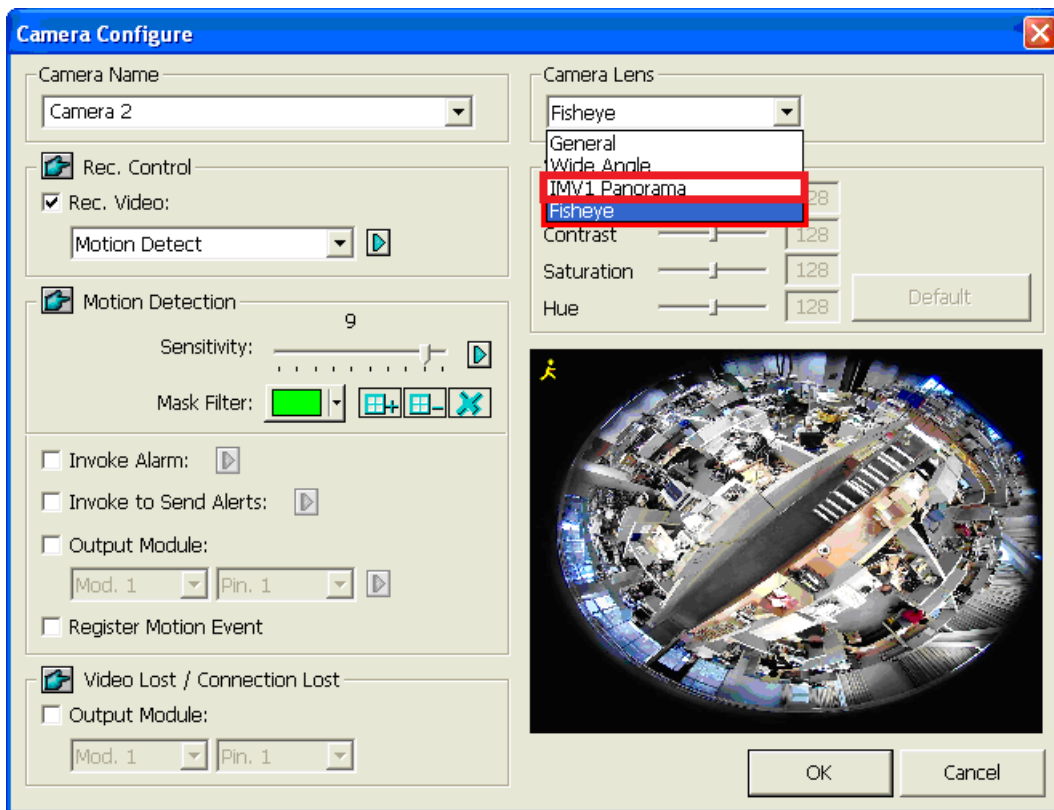 Camera Configure
Camera Name
Camera 2
Rec. Control
Rec. Video:
Motion Detect
Motion Detection
9
Sensitivity:
Mask Filter:
Invoke Alarm:
Invoke to Send Alerts:
Output Module:
Mod. 1 Pin. 1
Register Motion Event
Video Lost / Connection Lost
Output Module:
Mod. 1 Pin. 1
Camera Lens
Fisheye
General
Wide Angle
IMV1 Panorama
Fisheye
28
Contrast 128
Saturation 128
Hue 128
Default
OK Cancel